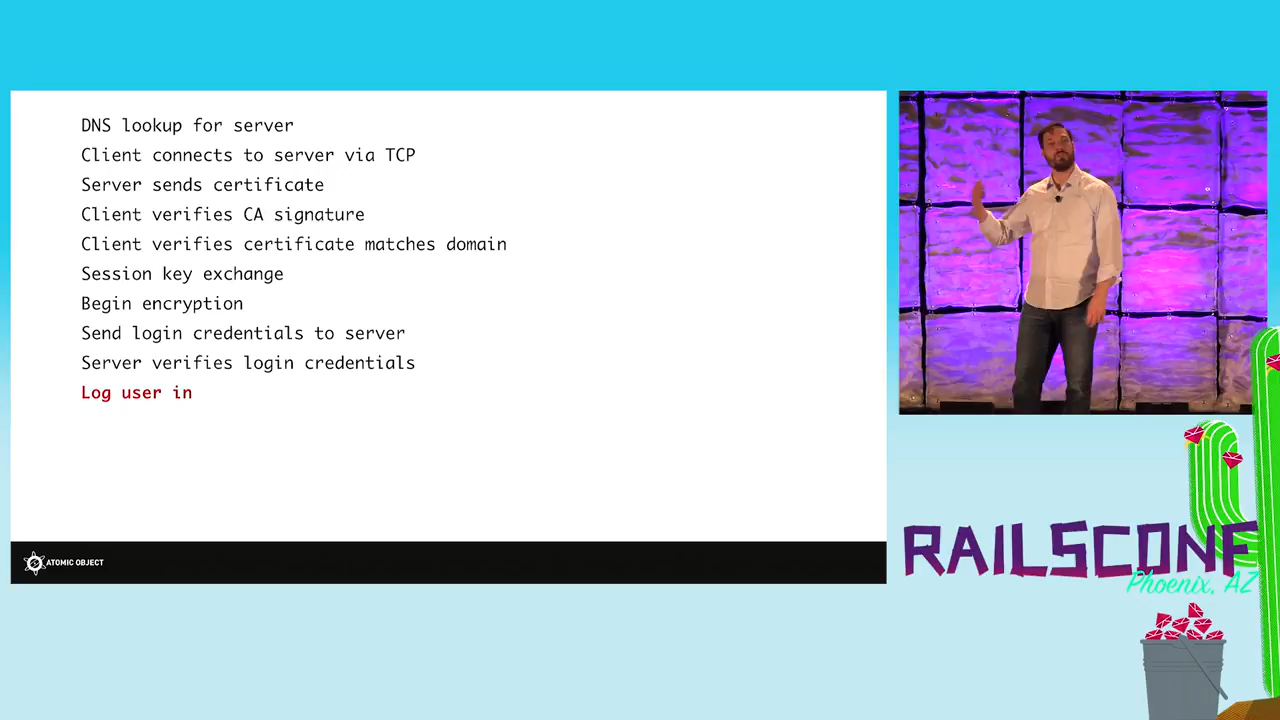 DNS lookup for server
Client connects to server via TCP
Server sends certificate
Client verifies CA signature
Client verifies certificate matches domain
Session key exchange
Begin encryption
Send login credentials to server
Server verifies login credentials
Log user in
ATOMIC OBJECT
RAILSCONF
Phoenix, AZ